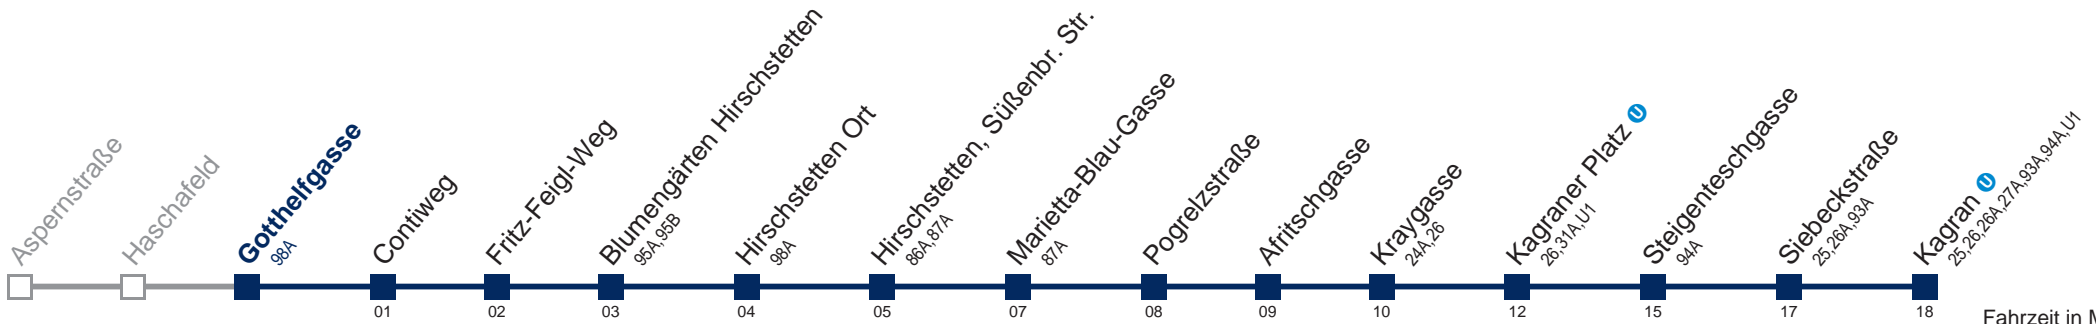 Aspernstraße
Haschafeld
Gotthelfgasse
98A
Contiweg
Fritz-Feigl-Weg
Blumengärten Hirschstetten
95A,95B
Hirschstetten Ort
98A
Hirschstetten, Süßenbr. Str.
86A,87A
Marietta-Blau-Gasse
87A
Pogrelzstraße
Afritschgasse
Kraygasse
24A,26
Kagraner Platz U
26,31A,U1
Steigenteschgasse
94A
Siebeckstraße
25,26A,93A
Kagran U
25,26,26A,27A,93A,94A,U1
01 02 03 04 05 07 08 09 10 12 15 17 18
Fahrzeit in M